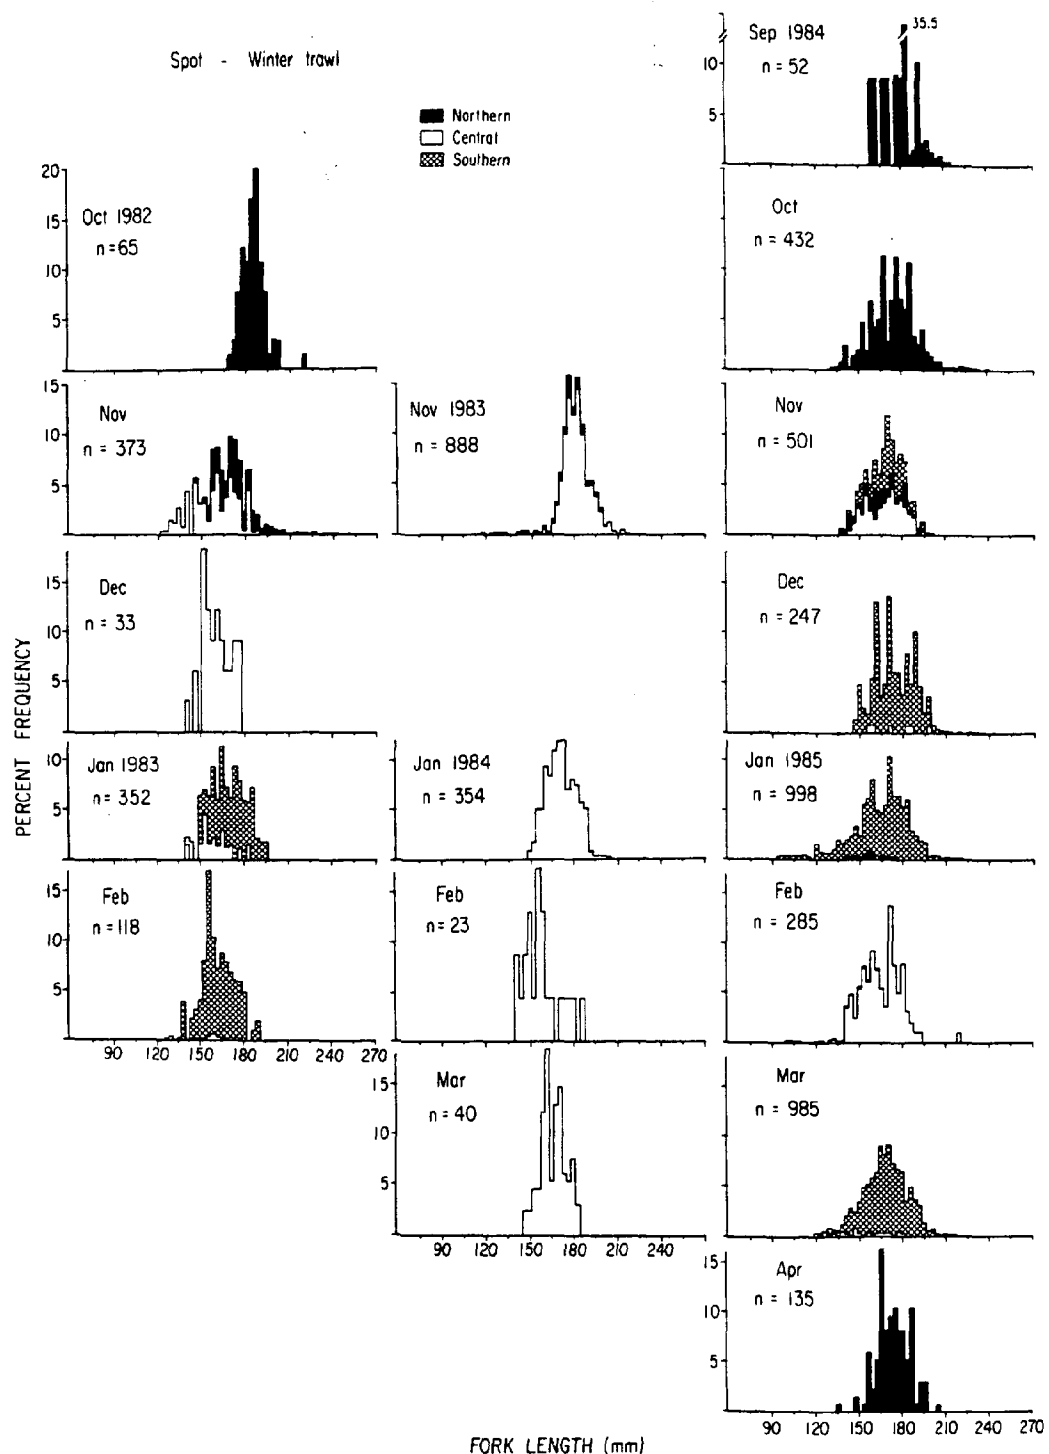 Spot - Winter trawl
Northern
Central
Southern
Oct 1982
n=65
20
15
10
5
Nov
n = 373
15
10
5
Dec
n = 33
15
10
5
Jan 1983
n = 352
10
5
Feb
n=118
15
10
5
90 120 150 180 210 240 270
Nov 1983
n = 888
Jan 1984
n = 354
Feb
n=23
Mar
n = 40
15
10
5
90 120 150 180 210 240
Sep 1984
n = 52
35.5
10
5
Oct
n = 432
Nov
n = 501
Dec
n = 247
Jan 1985
n = 998
Feb
n = 285
Mar
n = 985
Apr
n = 135
15
10
5
90 120 150 180 210 240 270
PERCENT FREQUENCY
FORK LENGTH (mm)